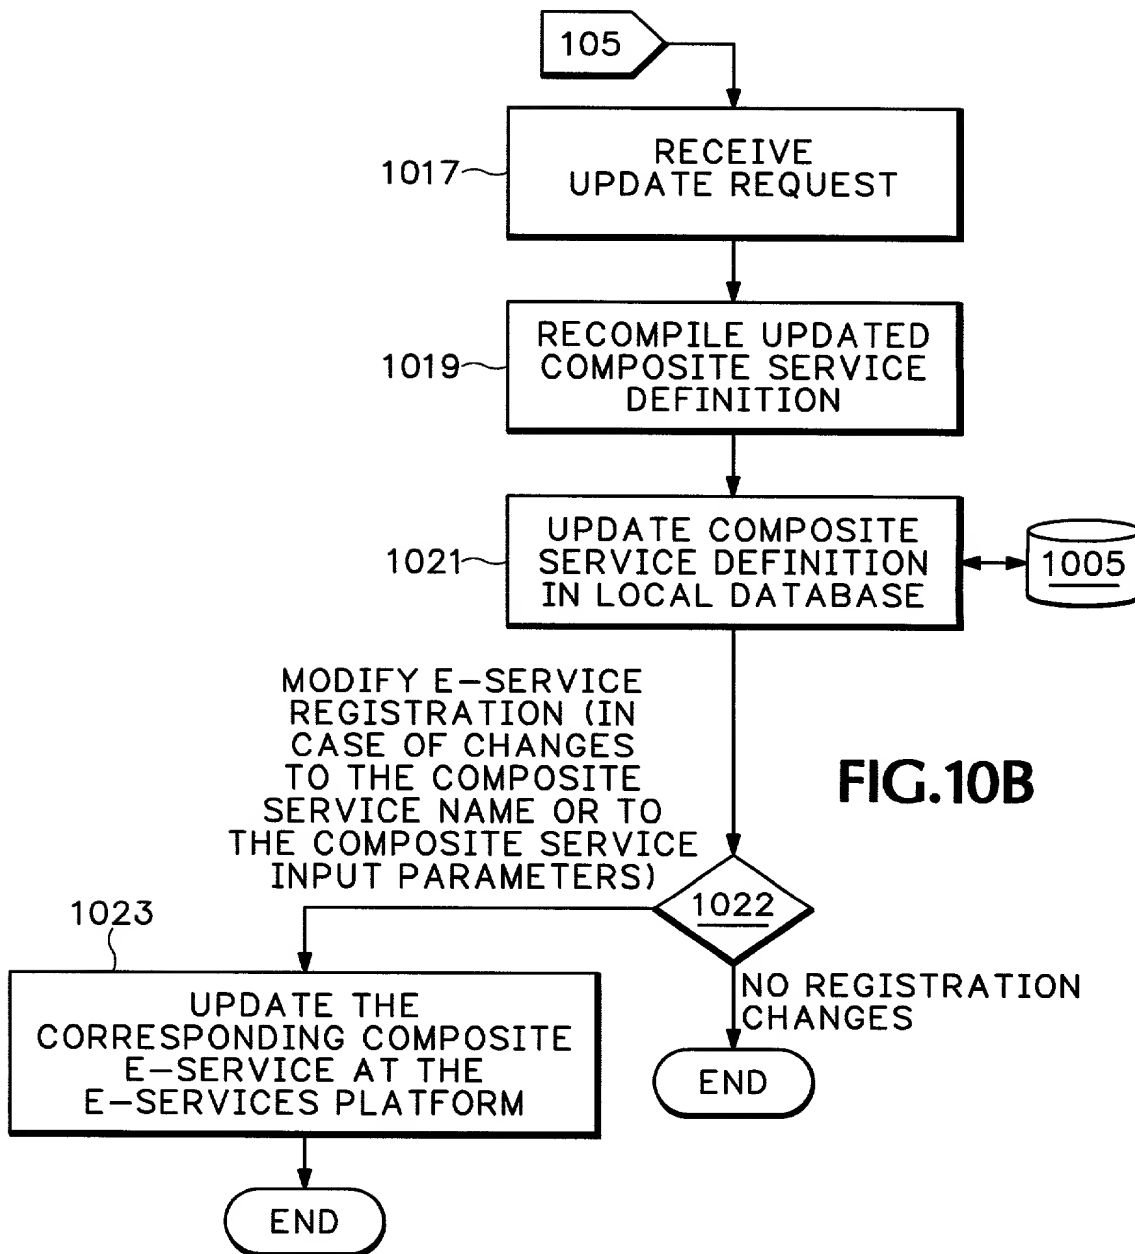 105
RECEIVE
UPDATE REQUEST
1017
RECOMPILE UPDATED
COMPOSITE SERVICE
DEFINITION
1019
UPDATE COMPOSITE
SERVICE DEFINITION
IN LOCAL DATABASE
1021
1005
MODIFY E-SERVICE
REGISTRATION (IN
CASE OF CHANGES
TO THE COMPOSITE
SERVICE NAME OR TO
THE COMPOSITE SERVICE
INPUT PARAMETERS)
FIG.10B
1022
1023
UPDATE THE
CORRESPONDING COMPOSITE
E-SERVICE AT THE
E-SERVICES PLATFORM
NO REGISTRATION
CHANGES
END
END